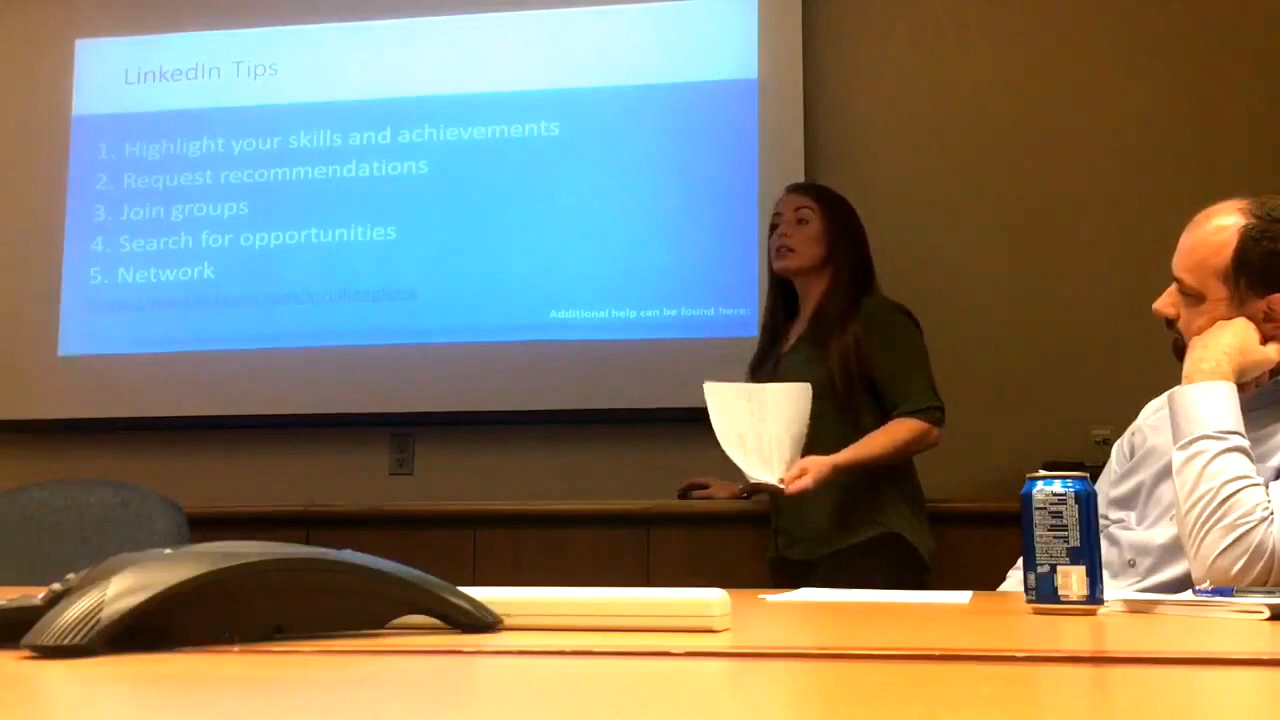 LinkedIn Tips
1. Highlight your skills and achievements
2. Request recommendations
3. Join groups
4. Search for opportunities
5. Network
Additional help can be found here: